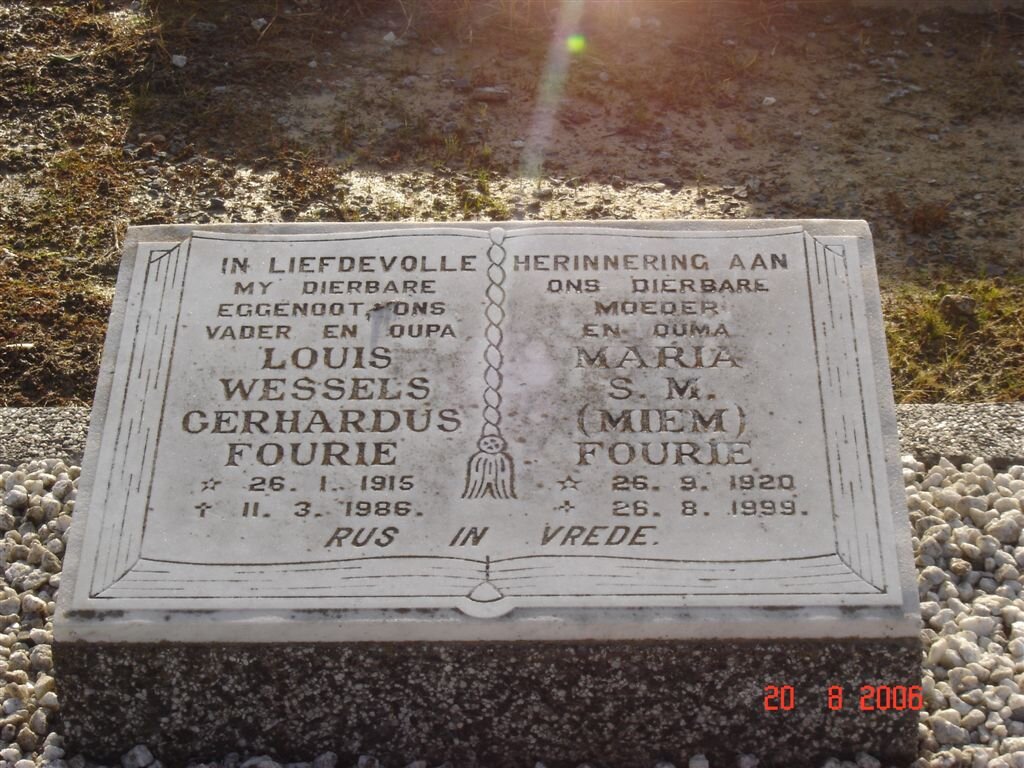 IN LIEFDEVOLLE HERINNERING AAN
MY DIERBARE
EGGENOOT, ONS
VADER EN OUPA
LOUIS
WESSELS
GERHARDUS
FOURIE
☆ 26. 1. 1915
✝ 11. 3. 1986.
ONS DIERBARE
MOEDER
EN OUMA
MARIA
S. M.
(MIEM)
FOURIE
☆ 26. 9. 1920
✝ 26. 8. 1999.
RUS IN VREDE.
20 8 2006